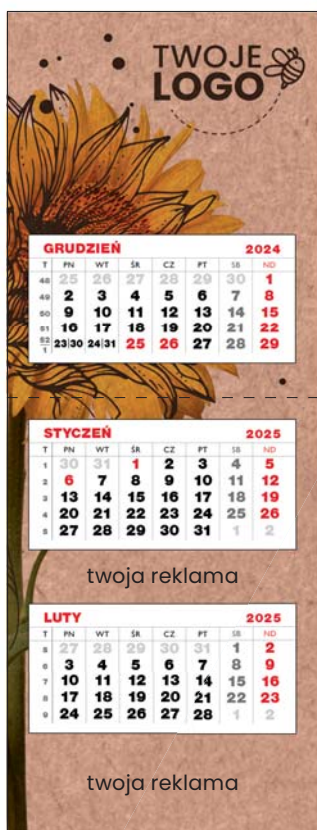 TWOJE
LOGO
GRUDZIEŃ 2024
T PN WT ŚR CZ PT SB ND
48 25 26 27 28 29 30 1
49 2 3 4 5 6 7 8
50 9 10 11 12 13 14 15
51 16 17 18 19 20 21 22
52/1 23|30 24|31 25 26 27 28 29
STYCZEŃ 2025
T PN WT ŚR CZ PT SB ND
1 30 31 1 2 3 4 5
2 6 7 8 9 10 11 12
3 13 14 15 16 17 18 19
4 20 21 22 23 24 25 26
5 27 28 29 30 31 1 2
twoja reklama
LUTY 2025
T PN WT ŚR CZ PT SB ND
5 27 28 29 30 31 1 2
6 3 4 5 6 7 8 9
7 10 11 12 13 14 15 16
8 17 18 19 20 21 22 23
9 24 25 26 27 28 1 2
twoja reklama